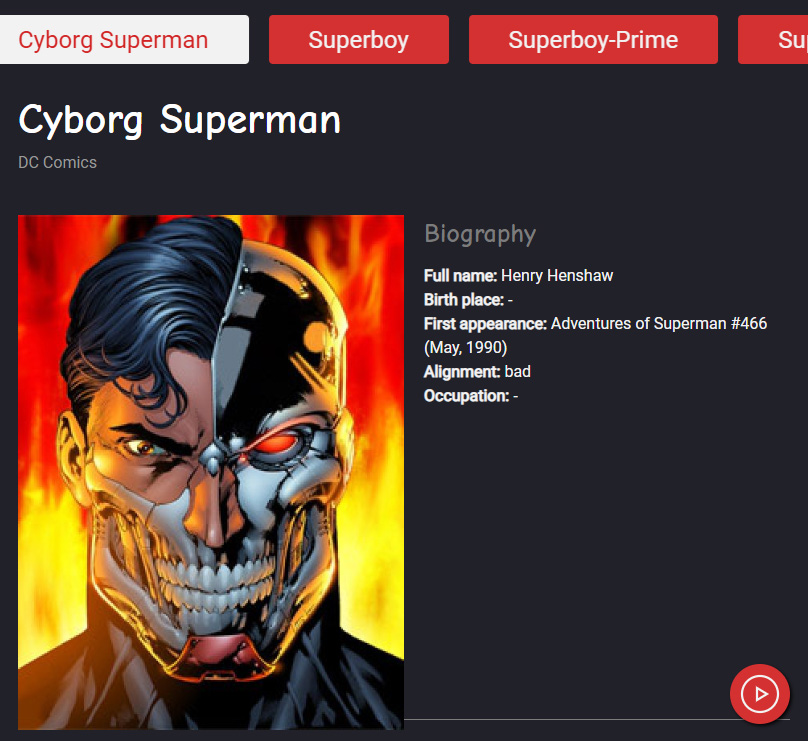 Cyborg Superman
Superboy
Superboy-Prime
Cyborg Superman
DC Comics
Biography
Full name: Henry Henshaw
Birth place: -
First appearance: Adventures of Superman #466
(May, 1990)
Alignment: bad
Occupation: -